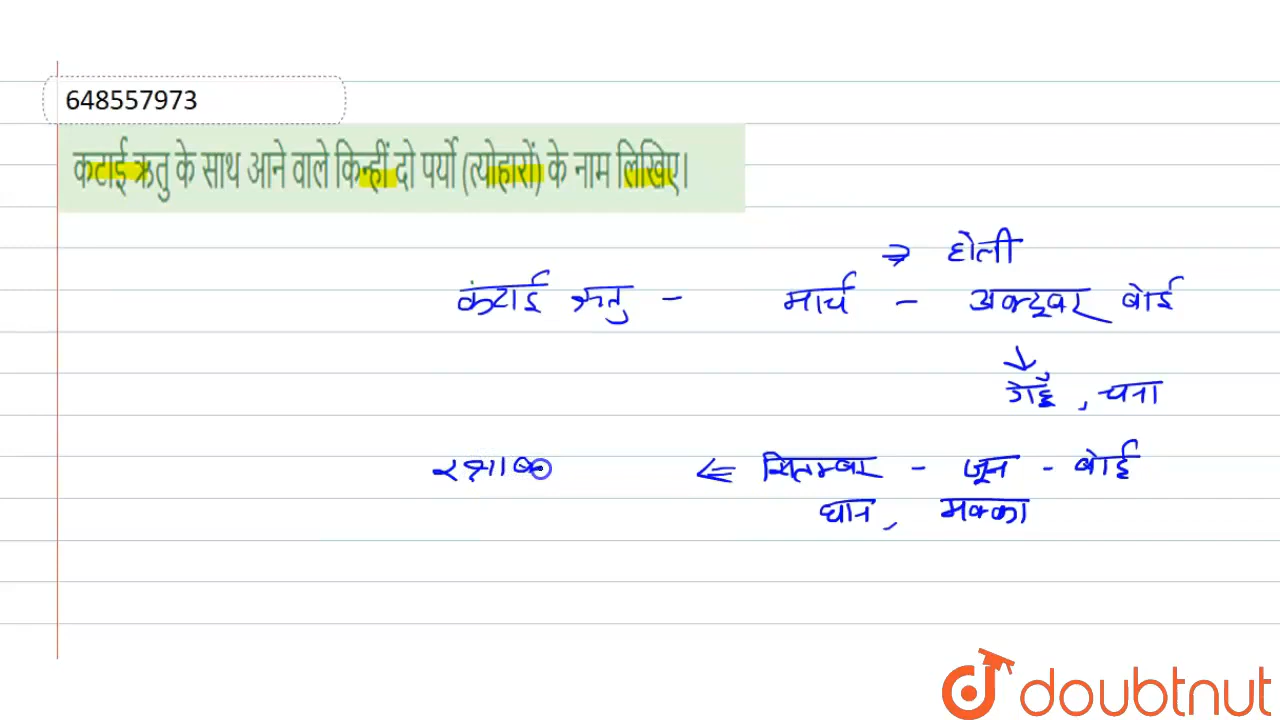 648557973
कटाई ऋतु के साथ आने वाले किन्हीं दो पर्यो (त्योहारों) के नाम लिखिए।
⇒ होली
कटाई ऋतु - मार्च - अक्टूबर बोई
↓
गेहूँ, चना
⇐ सितम्बर - जून - बोई
धान, मक्का
doubtnut